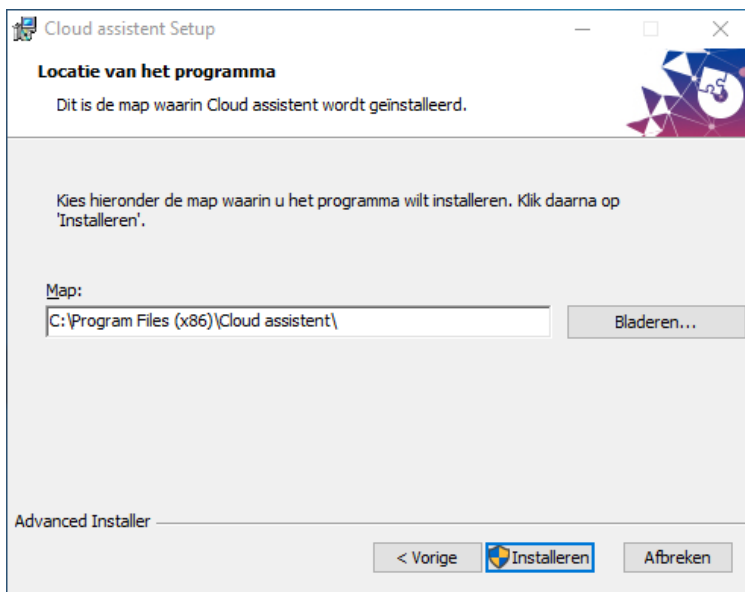 Cloud assistent Setup
Locatie van het programma
Dit is de map waarin Cloud assistent wordt geïnstalleerd.
Kies hieronder de map waarin u het programma wilt installeren. Klik daarna op
'Installeren'.
Map:
C:\Program Files (x86)\Cloud assistent\
Bladeren...
Advanced Installer
< Vorige
Installeren
Afbreken